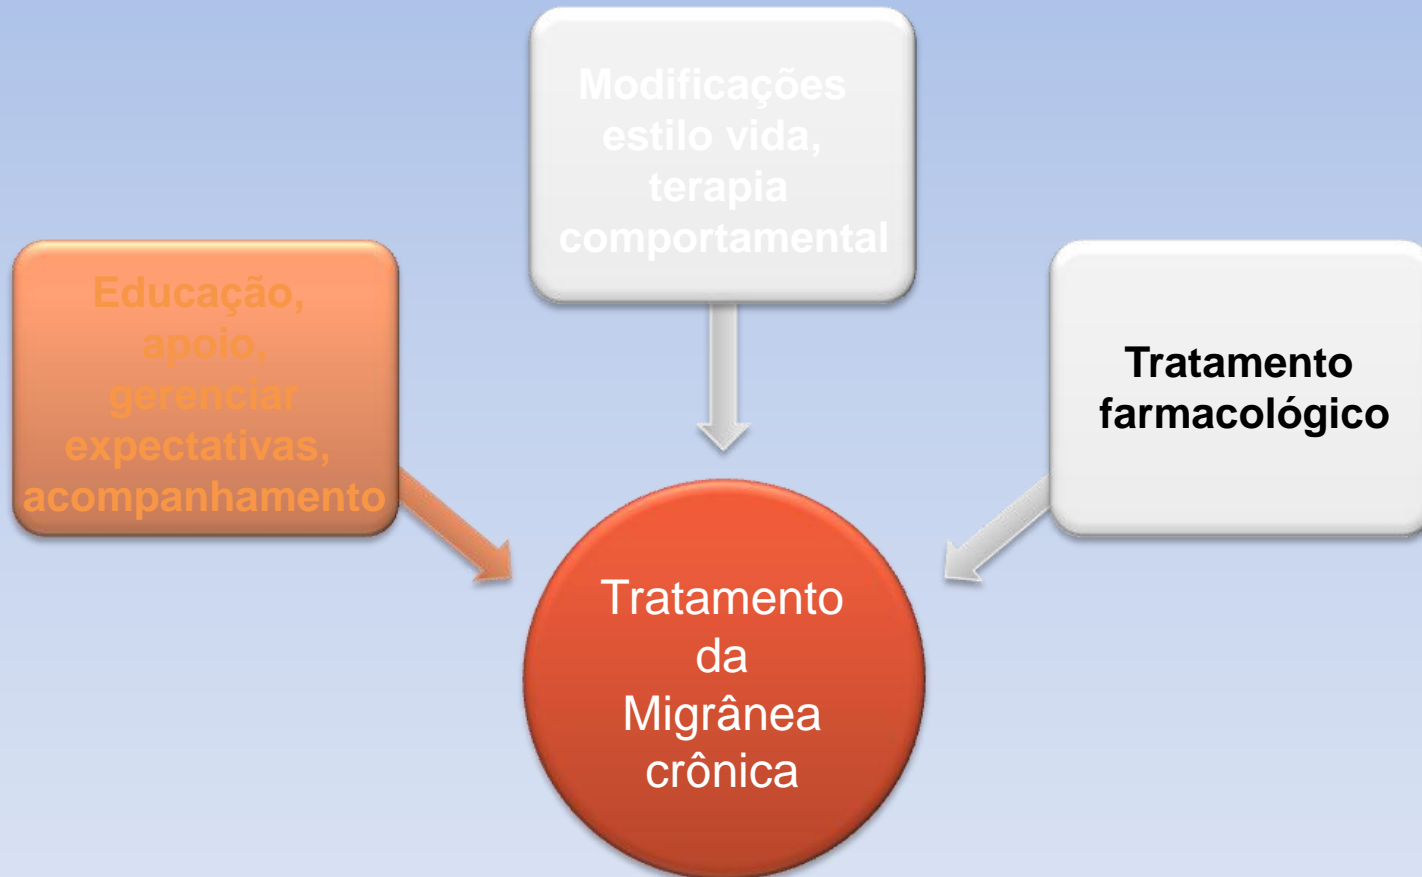 Modificações
estilo vida,
terapia
comportamental
Educação,
apoio,
gerenciar
expectativas,
acompanhamento
Tratamento
farmacológico
Tratamento
da
Migrânea
crônica